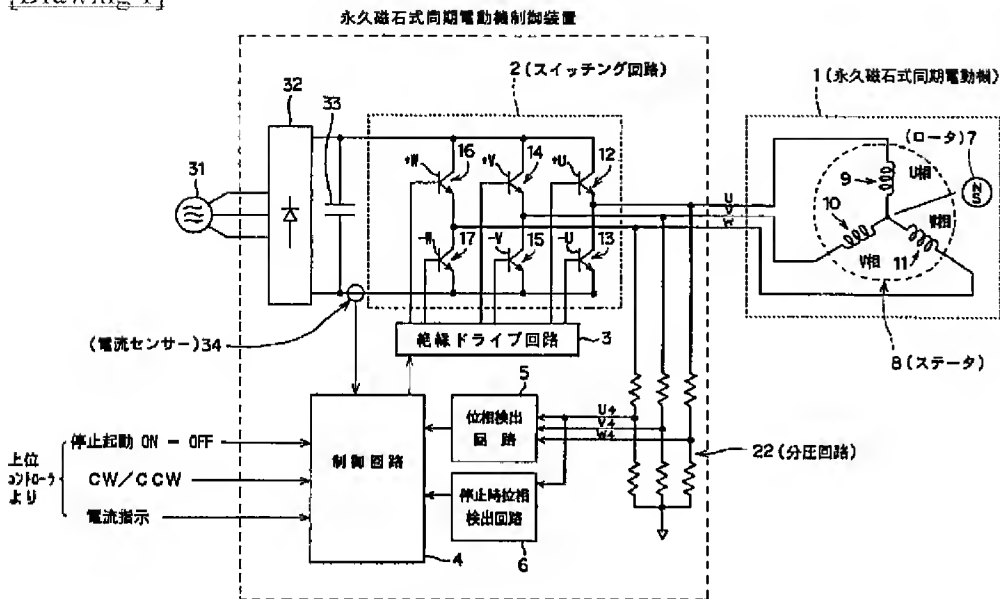 [Drawing 1]
永久磁石式同期電動機制御装置
2(スイッチング回路)
1(永久磁石式同期電動機)
31
32
33
+W
16
+V
14
+U
12
-W
17
-V
15
-U
13
U
V
W
(ロータ)7
N
S
9
U相
10
V相
11
W相
8(ステータ)
(電流センサー)34
絶縁ドライブ回路
3
5
位相検出
回路
U4
V4
W4
22(分圧回路)
停止時位相
検出回路
6
制御回路
4
上位
コントローラ
より
停止起動 ON-OFF
CW/CCW
電流指示